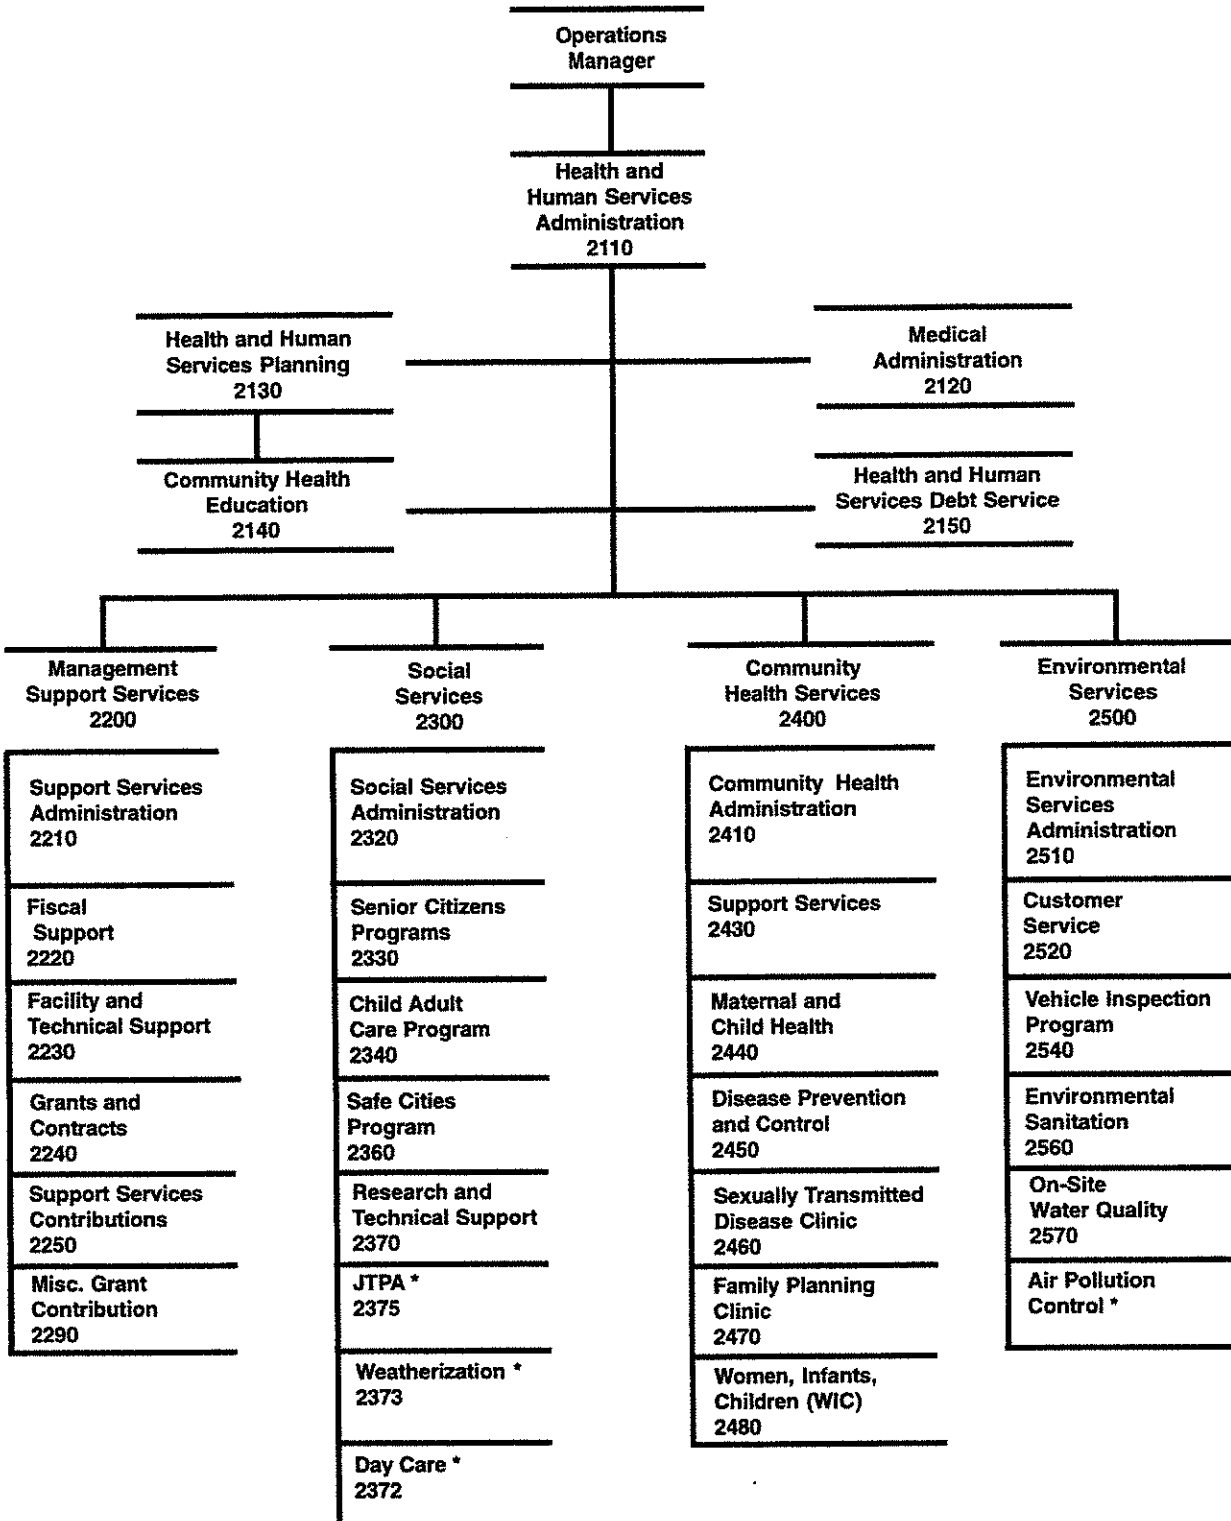 Operations
Manager
Health and
Human Services
Administration
2110
Health and Human
Services Planning
2130
Medical
Administration
2120
Community Health
Education
2140
Health and Human
Services Debt Service
2150
Management
Support Services
2200
Support Services
Administration
2210
Fiscal
Support
2220
Facility and
Technical Support
2230
Grants and
Contracts
2240
Support Services
Contributions
2250
Misc. Grant
Contribution
2290
Social
Services
2300
Social Services
Administration
2320
Senior Citizens
Programs
2330
Child Adult
Care Program
2340
Safe Cities
Program
2360
Research and
Technical Support
2370
JTPA *
2375
Weatherization *
2373
Day Care *
2372
Community
Health Services
2400
Community Health
Administration
2410
Support Services
2430
Maternal and
Child Health
2440
Disease Prevention
and Control
2450
Sexually Transmitted
Disease Clinic
2460
Family Planning
Clinic
2470
Women, Infants,
Children (WIC)
2480
Environmental
Services
2500
Environmental
Services
Administration
2510
Customer
Service
2520
Vehicle Inspection
Program
2540
Environmental
Sanitation
2560
On-Site
Water Quality
2570
Air Pollution
Control *